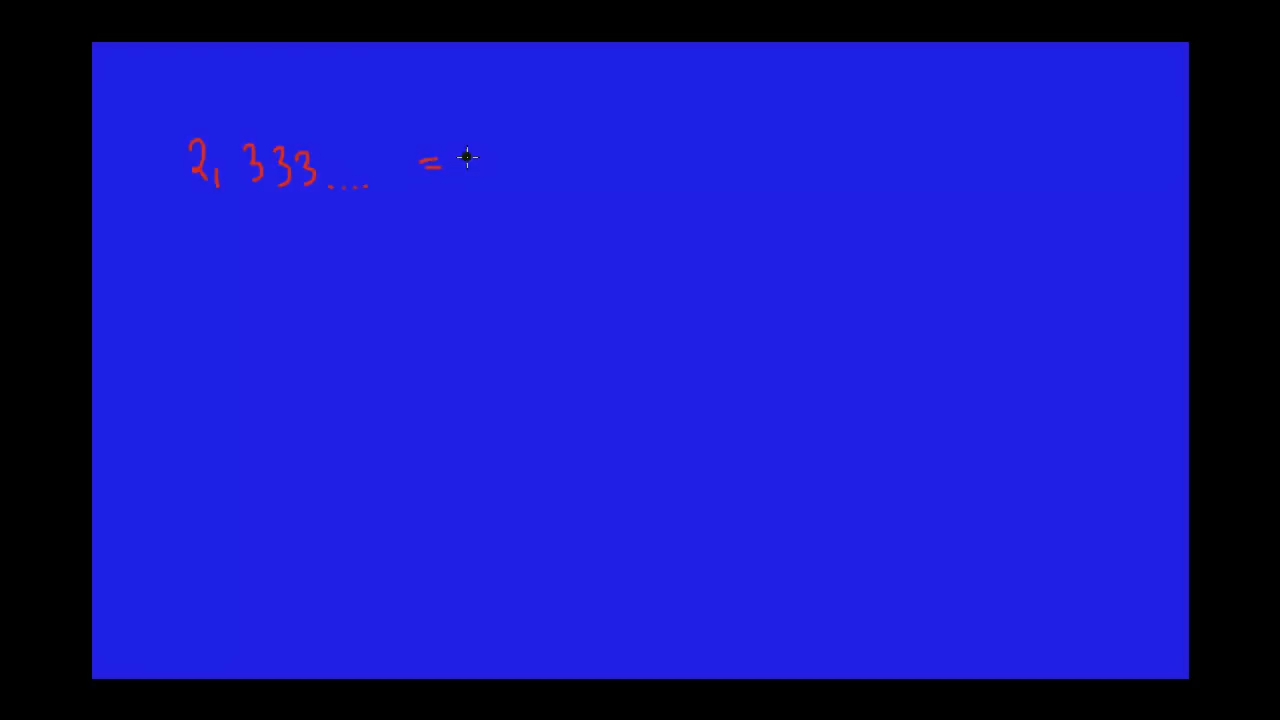 2, 333.... =